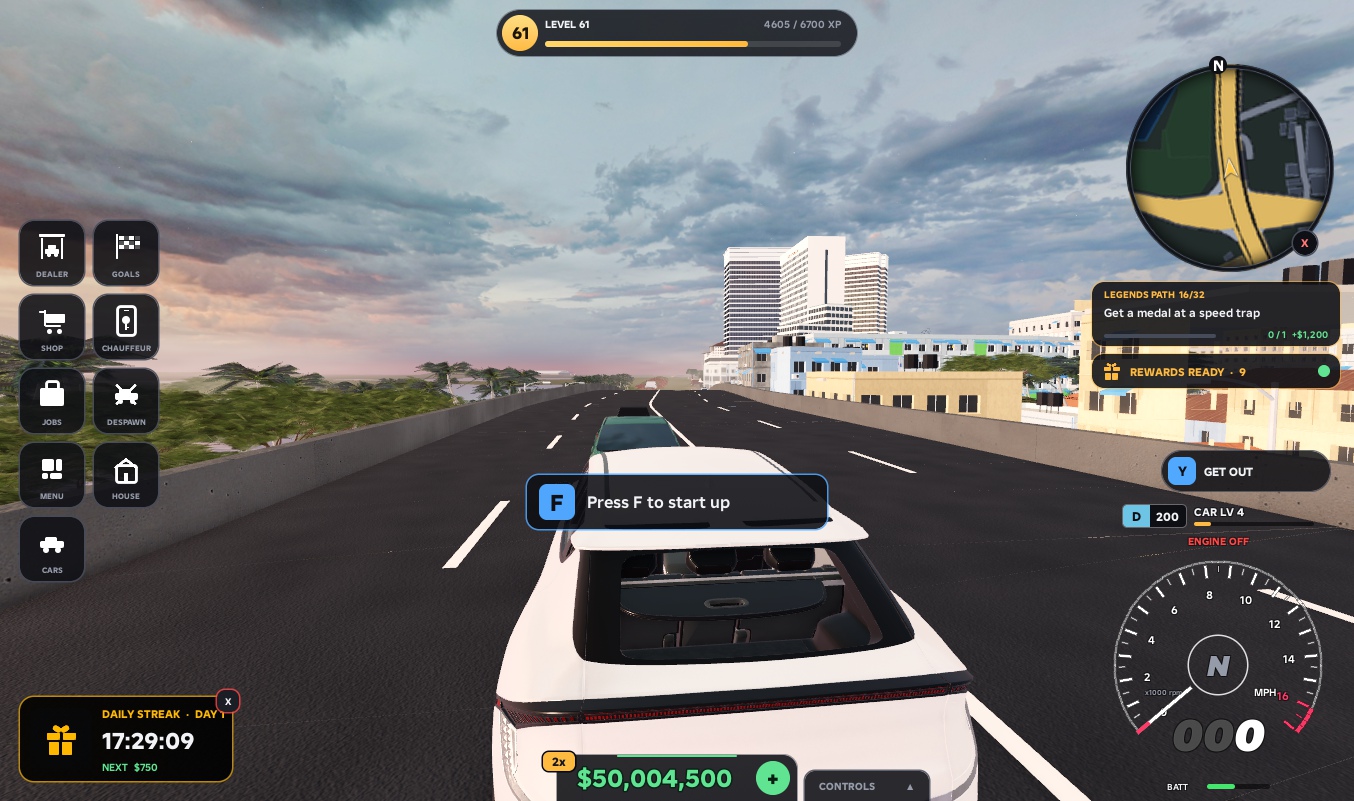 61
LEVEL 61
4605 / 6700 XP
N
X
LEGENDS PATH 16/32
Get a medal at a speed trap
0 / 1 +$1,200
REWARDS READY · 9
DEALER
GOALS
SHOP
CHAUFFEUR
JOBS
DESPAWN
MENU
HOUSE
CARS
Y GET OUT
F Press F to start up
D 200 CAR LV 4
ENGINE OFF
2
4
6
8
10
12
14
16
x1000 rpm
N
MPH
000
BATT
X
DAILY STREAK · DAY 1
17:29:09
NEXT $750
2x
$50,004,500
+
CONTROLS ▲